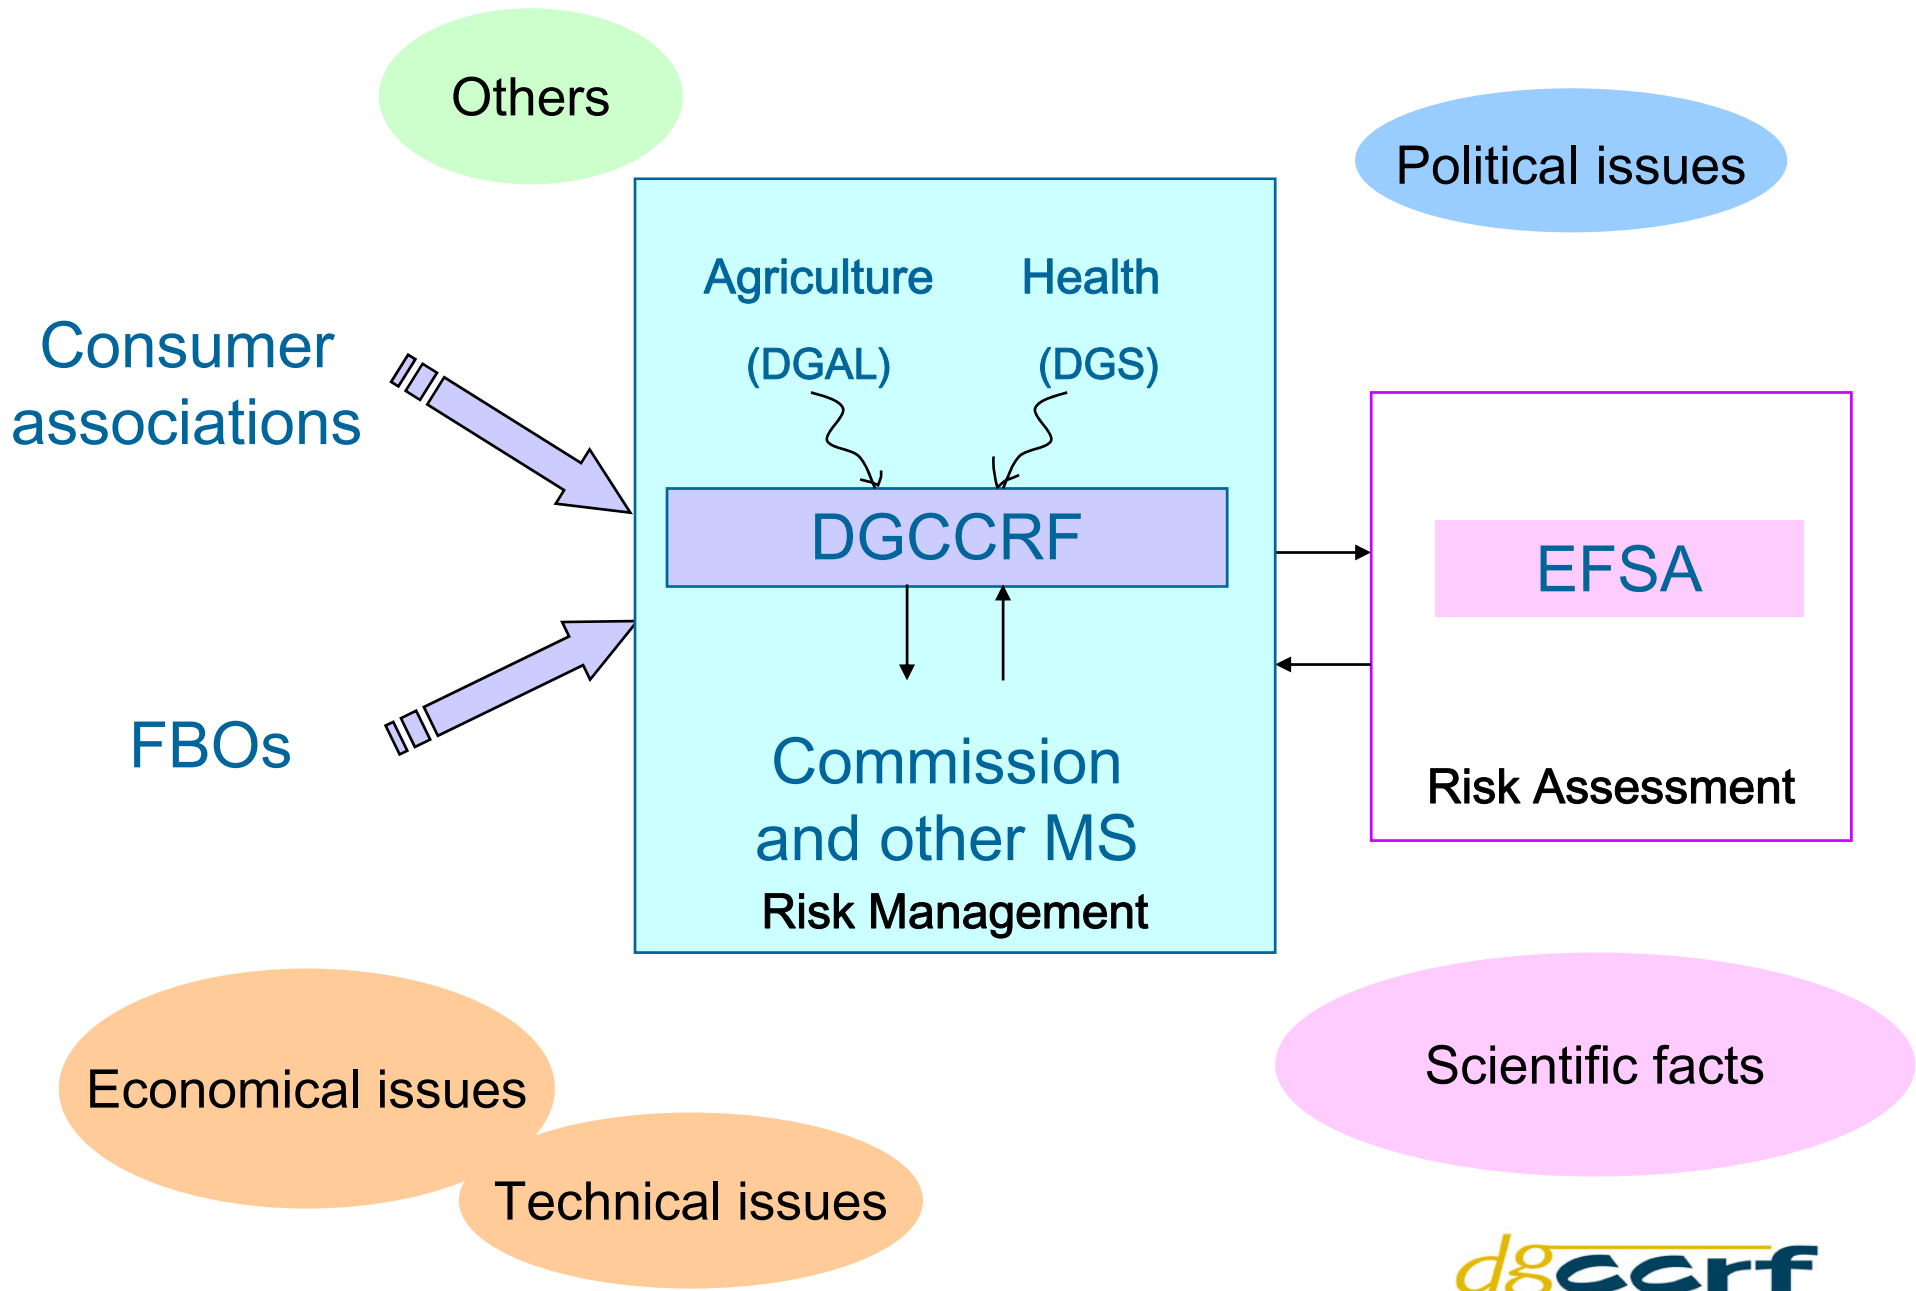 Others
Political issues
Agriculture Health
(DGAL) (DGS)
Consumer
associations
DGCCRF
EFSA
FBOs
Commission
and other MS
Risk Management
Risk Assessment
Economical issues
Technical issues
Scientific facts
dgccrf